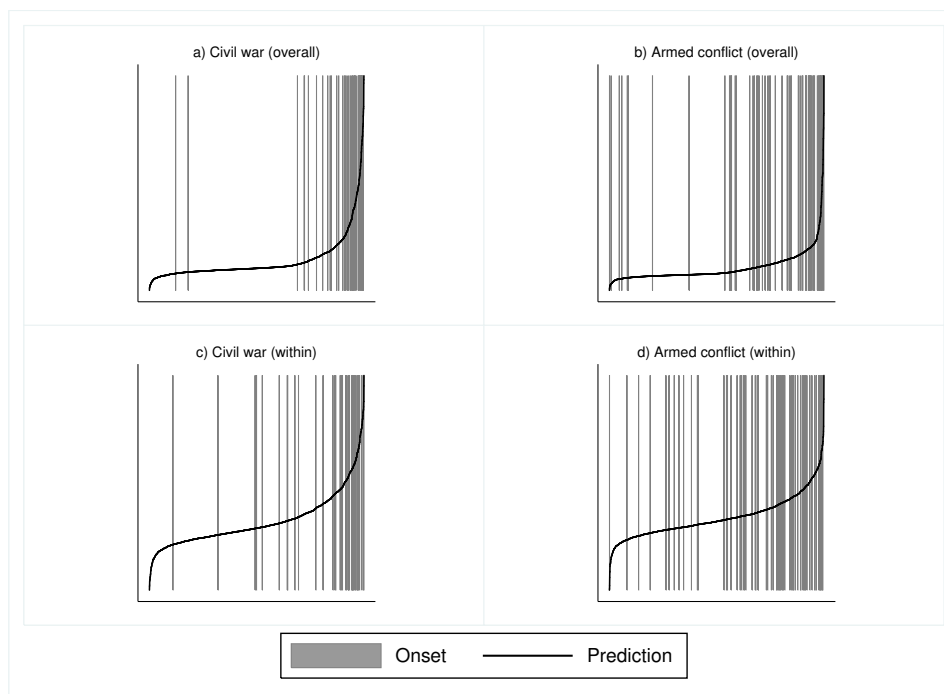 a) Civil war (overall)
b) Armed conflict (overall)
c) Civil war (within)
d) Armed conflict (within)
Onset
Prediction